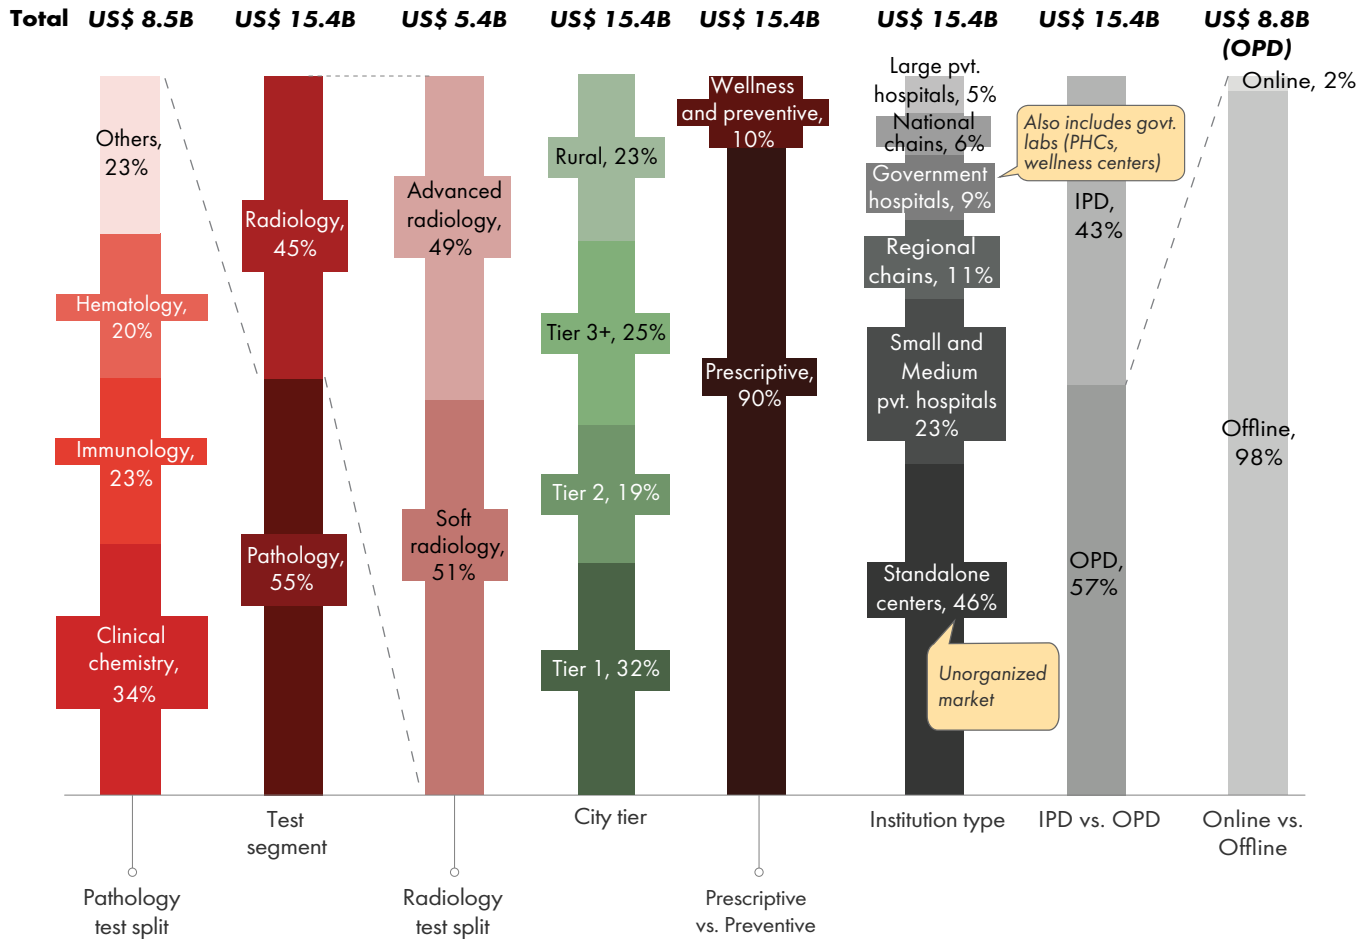 Total US$ 8.5B US$ 15.4B US$ 5.4B US$ 15.4B US$ 15.4B US$ 15.4B US$ 15.4B US$ 8.8B
(OPD)
Others,
23%
Hematology,
20%
Immunology,
23%
Clinical
chemistry,
34%
Radiology,
45%
Pathology,
55%
Advanced
radiology,
49%
Soft
radiology,
51%
Rural, 23%
Tier 3+, 25%
Tier 2, 19%
Tier 1, 32%
Wellness
and preventive,
10%
Prescriptive,
90%
Large pvt.
hospitals, 5%
National
chains, 6%
Government
hospitals, 9%
Also includes govt.
labs (PHCs,
wellness centers)
Regional
chains, 11%
Small and
Medium
pvt. hospitals
23%
Standalone
centers, 46%
Unorganized
market
IPD,
43%
OPD,
57%
Online, 2%
Offline,
98%
Pathology
test split
Test
segment
Radiology
test split
City tier
Prescriptive
vs. Preventive
Institution type
IPD vs. OPD
Online vs.
Offline